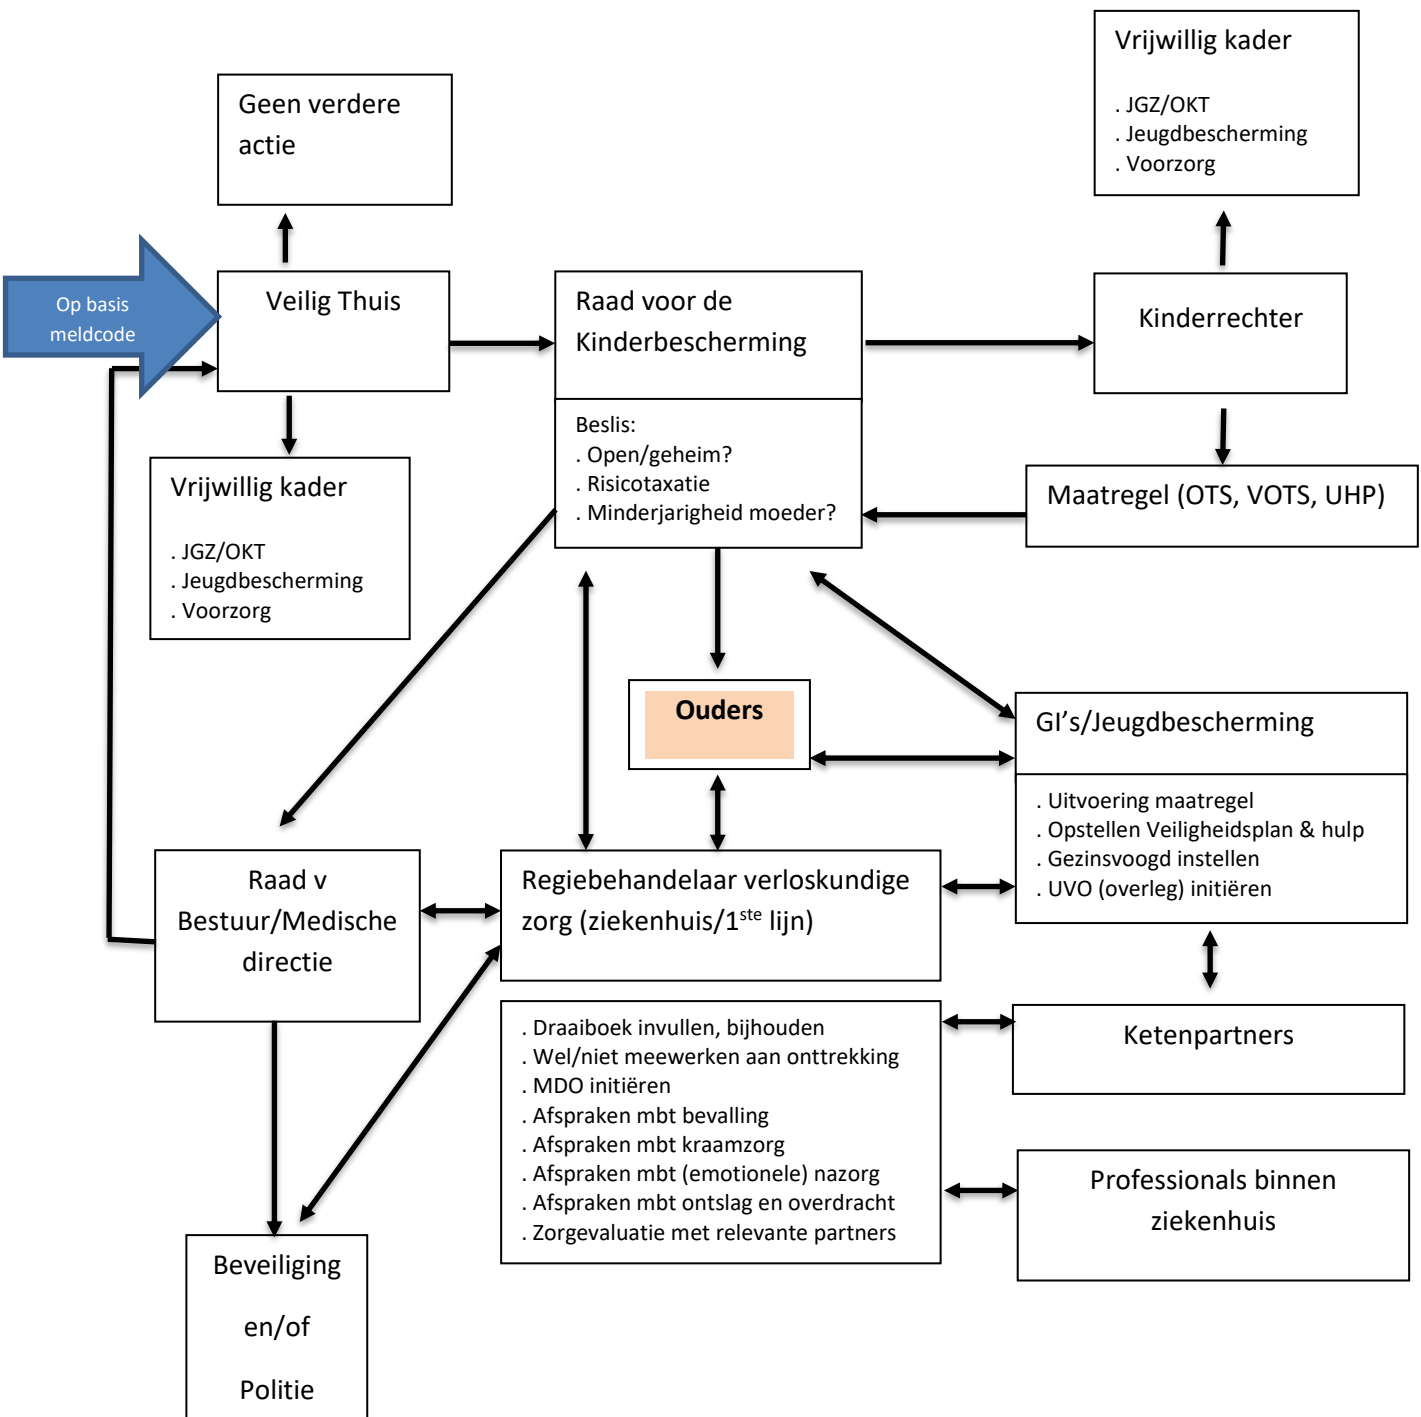 Vrijwillig kader
. JGZ/OKT
. Jeugdbescherming
. Voorzorg
Geen verdere
actie
Op basis
meldcode
Veilig Thuis
Raad voor de
Kinderbescherming
Kinderrechter
Beslis:
. Open/geheim?
. Risicotaxatie
. Minderjarigheid moeder?
Vrijwillig kader
. JGZ/OKT
. Jeugdbescherming
. Voorzorg
Maatregel (OTS, VOTS, UHP)
Ouders
GI’s/Jeugdbescherming
. Uitvoering maatregel
. Opstellen Veiligheidsplan & hulp
. Gezinsvoogd instellen
. UVO (overleg) initiëren
Raad v
Bestuur/Medische
directie
Regiebehandelaar verloskundige
zorg (ziekenhuis/1ste lijn)
. Draaiboek invullen, bijhouden
. Wel/niet meewerken aan onttrekking
. MDO initiëren
. Afspraken mbt bevalling
. Afspraken mbt kraamzorg
. Afspraken mbt (emotionele) nazorg
. Afspraken mbt ontslag en overdracht
. Zorgevaluatie met relevante partners
Ketenpartners
Professionals binnen
ziekenhuis
Beveiliging
en/of
Politie